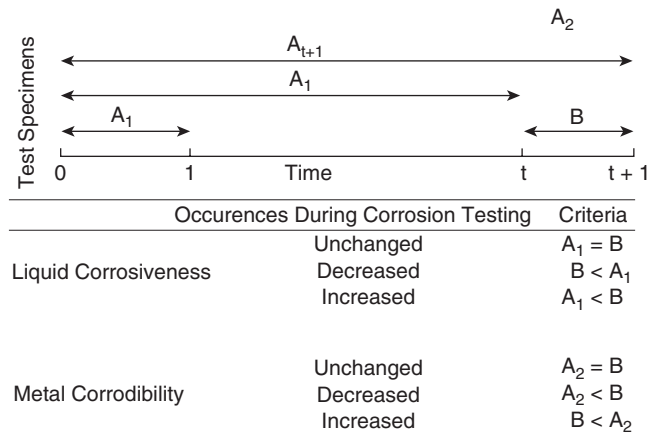 A2
At+1
A1
A1
B
Test Specimens
0 1 Time t t + 1
Occurences During Corrosion Testing Criteria
Unchanged A1 = B
Liquid Corrosiveness Decreased B < A1
Increased A1 < B
Unchanged A2 = B
Metal Corrodibility Decreased A2 < B
Increased B < A2